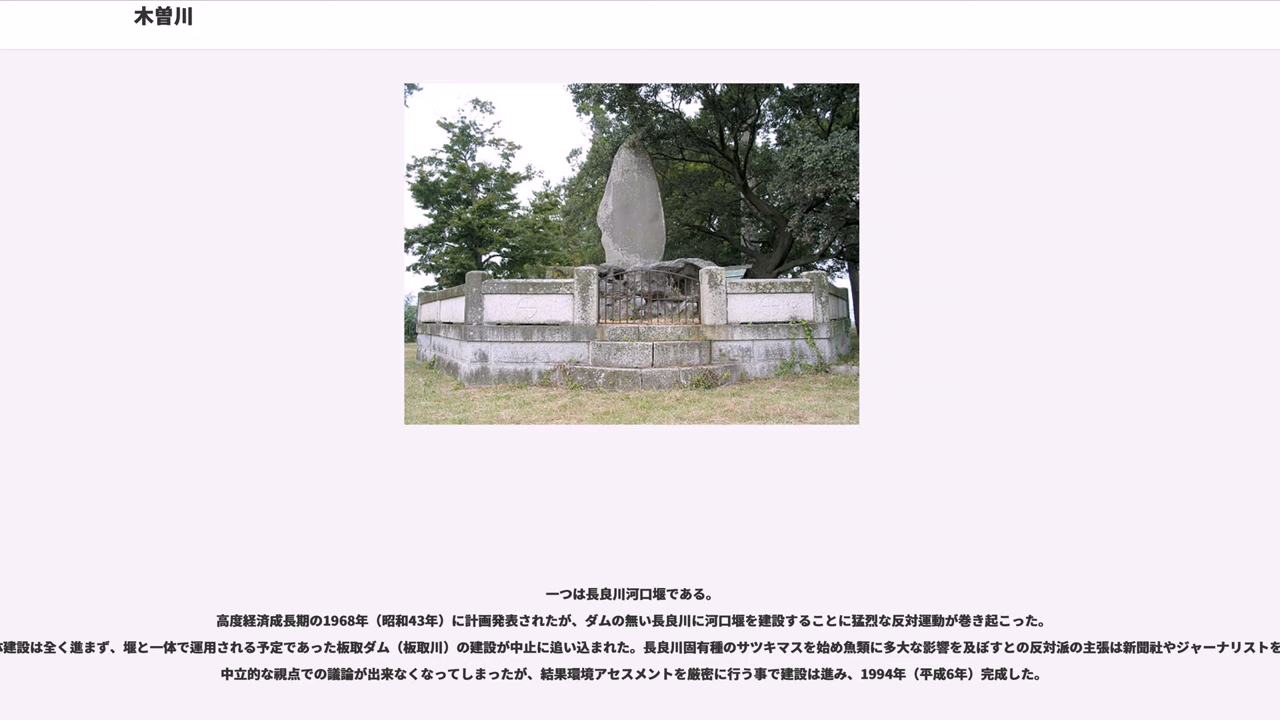 木曽川
一つは長良川河口堰である。
高度経済成長期の1968年（昭和43年）に計画発表されたが、ダムの無い長良川に河口堰を建設することに猛烈な反対運動が巻き起こった。
建設は全く進まず、堰と一体で運用される予定であった板取ダム（板取川）の建設が中止に追い込まれた。長良川固有種のサツキマスを始め魚類に多大な影響を及ぼすとの反対派の主張は新聞社やジャーナリストを
中立的な視点での議論が出来なくなってしまったが、結果環境アセスメントを厳密に行う事で建設は進み、1994年（平成6年）完成した。